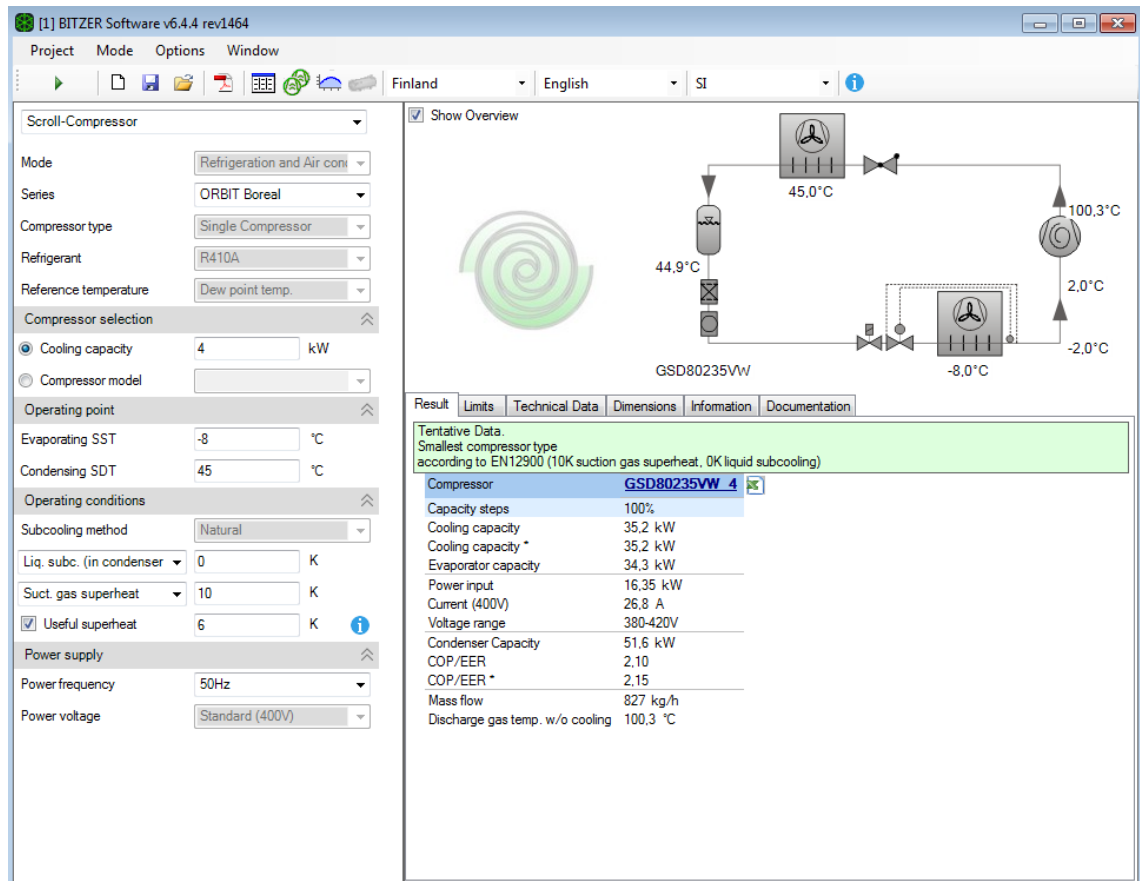 [1] BITZER Software v6.4.4 rev1464
Project Mode Options Window
Finland English SI
Scroll-Compressor
Mode Refrigeration and Air con
Series ORBIT Boreal
Compressor type Single Compressor
Refrigerant R410A
Reference temperature Dew point temp.
Compressor selection
Cooling capacity 4 kW
Compressor model
Operating point
Evaporating SST -8 °C
Condensing SDT 45 °C
Operating conditions
Subcooling method Natural
Liq. subc. (in condenser 0 K
Suct. gas superheat 10 K
Useful superheat 6 K
Power supply
Power frequency 50Hz
Power voltage Standard (400V)
Show Overview
45,0°C
100,3°C
44,9°C
2,0°C
-2,0°C
GSD80235VW -8,0°C
Result Limits Technical Data Dimensions Information Documentation
Tentative Data.
Smallest compressor type
according to EN12900 (10K suction gas superheat, 0K liquid subcooling)
Compressor GSD80235VW_4
Capacity steps 100%
Cooling capacity 35,2 kW
Cooling capacity * 35,2 kW
Evaporator capacity 34,3 kW
Power input 16,35 kW
Current (400V) 26,8 A
Voltage range 380-420V
Condenser Capacity 51,6 kW
COP/EER 2,10
COP/EER * 2,15
Mass flow 827 kg/h
Discharge gas temp. w/o cooling 100,3 °C